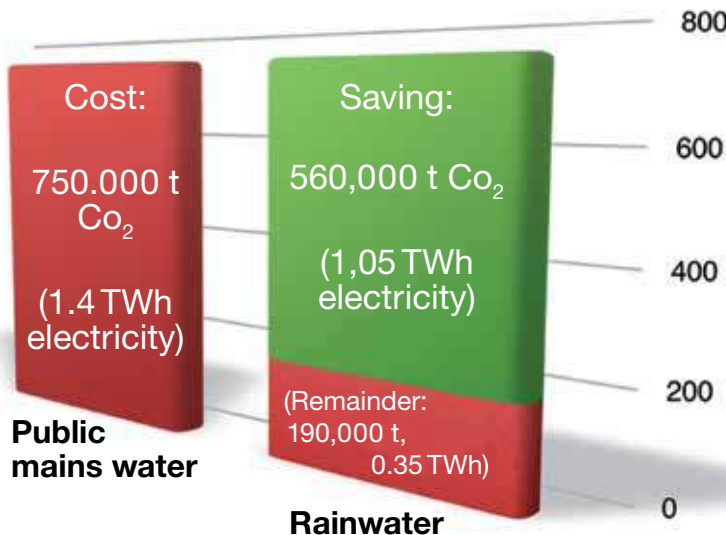 Cost:
750.000 t
Co₂
(1.4 TWh
electricity)
Public
mains water
Saving:
560,000 t Co₂
(1,05 TWh
electricity)
(Remainder:
190,000 t,
0.35 TWh)
Rainwater
800
600
400
200
0